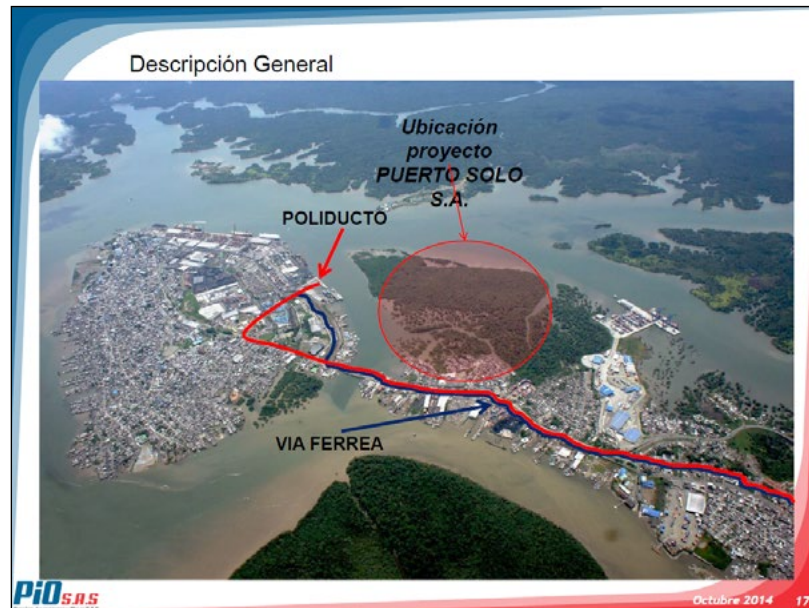 Descripción General
Ubicación
proyecto
PUERTO SOLO
S.A.
POLIDUCTO
VIA FERREA
PiO S.A.S
Octubre 2014 17